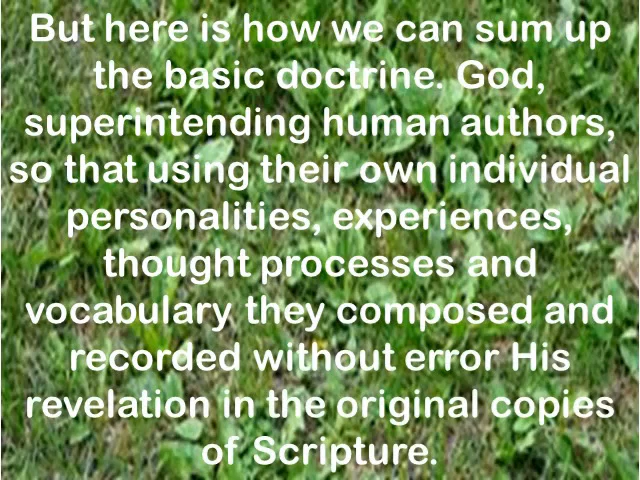 But here is how we can sum up
the basic doctrine. God,
superintending human authors,
so that using their own individual
personalities, experiences,
thought processes and
vocabulary they composed and
recorded without error His
revelation in the original copies
of Scripture.